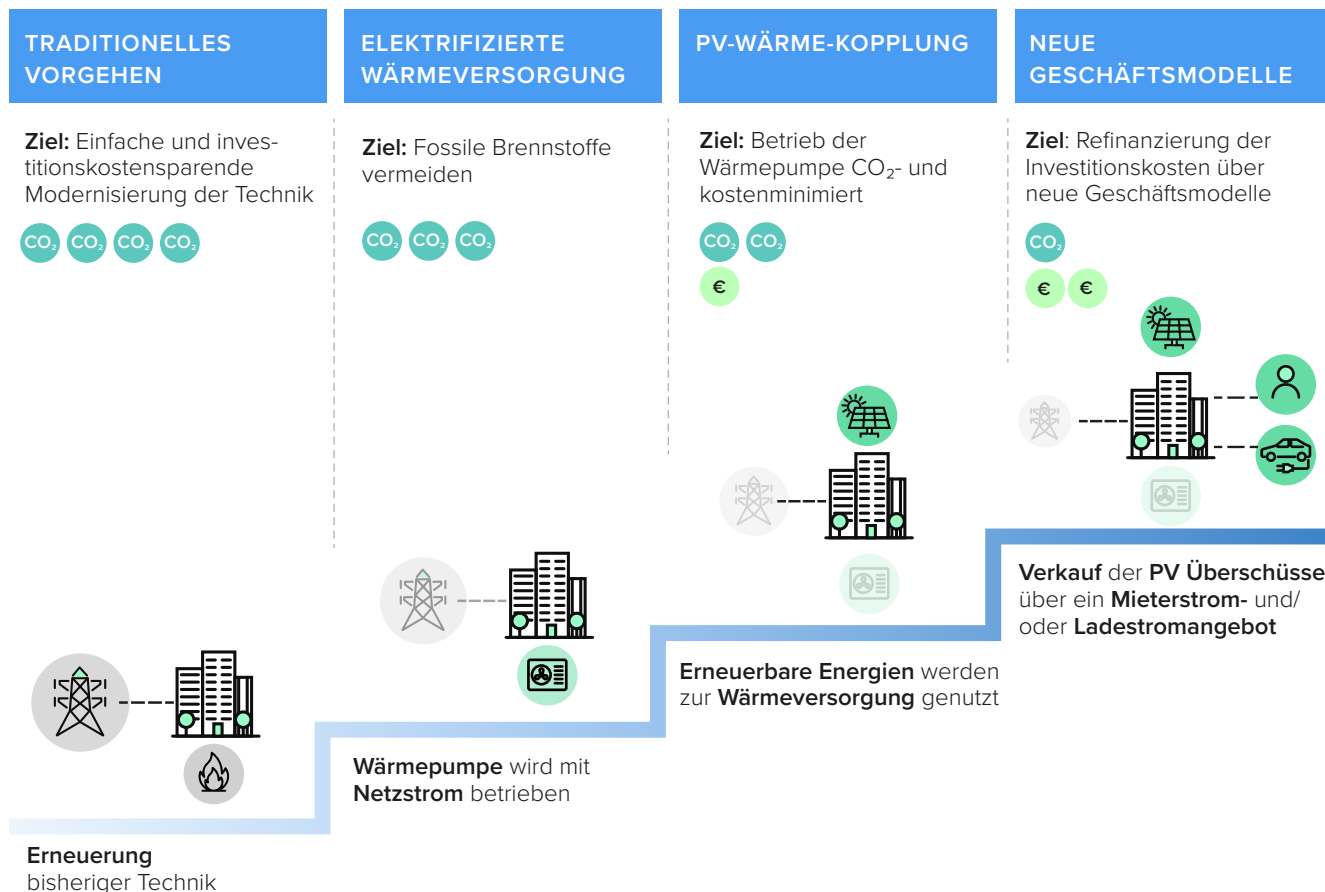 TRADITIONELLES
VORGEHEN
Ziel: Einfache und inves-
titionskostensparende
Modernisierung der Technik
CO₂ CO₂ CO₂ CO₂
Erneuerung
bisheriger Technik
ELEKTRIFIZIERTE
WÄRMEVERSORGUNG
Ziel: Fossile Brennstoffe
vermeiden
CO₂ CO₂ CO₂
Wärmepumpe wird mit
Netzstrom betrieben
PV-WÄRME-KOPPLUNG
Ziel: Betrieb der
Wärmepumpe CO₂- und
kostenminimiert
CO₂ CO₂
€
Erneuerbare Energien werden
zur Wärmeversorgung genutzt
NEUE
GESCHÄFTSMODELLE
Ziel: Refinanzierung der
Investitionskosten über
neue Geschäftsmodelle
CO₂
€ €
Verkauf der PV Überschüsse
über ein Mieterstrom- und/
oder Ladestromangebot